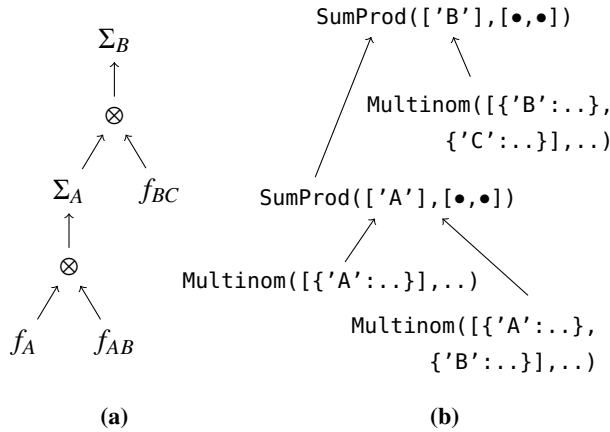 Σ_B
⊗
Σ_A f_BC
⊗
f_A f_AB
(a)
SumProd(['B'],[•,•])
Multinom([{'B':..},
{'C':..}],..)
SumProd(['A'],[•,•])
Multinom([{'A':..}],..)
Multinom([{'A':..},
{'B':..}],..)
(b)